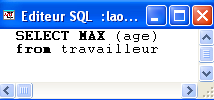 Editeur SQL :lao...
SELECT MAX (age)
from travailleur